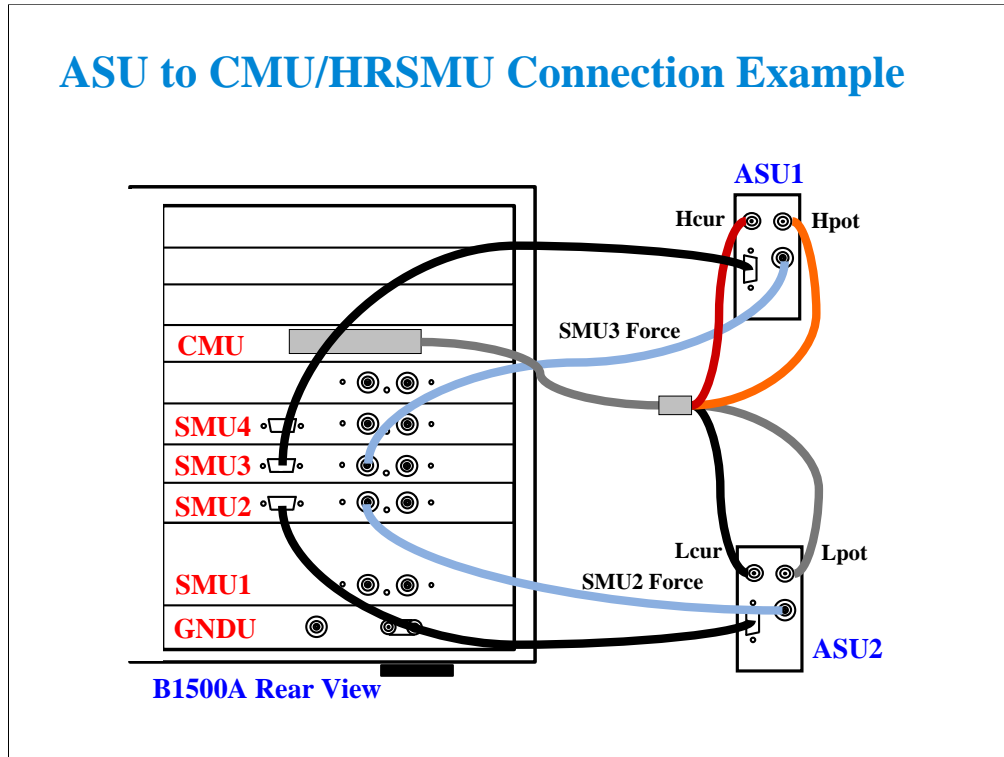 ASU to CMU/HRSMU Connection Example
ASU1
Hcur
Hpot
SMU3 Force
CMU
SMU4
SMU3
SMU2
Lcur
Lpot
SMU2 Force
SMU1
GNDU
ASU2
B1500A Rear View